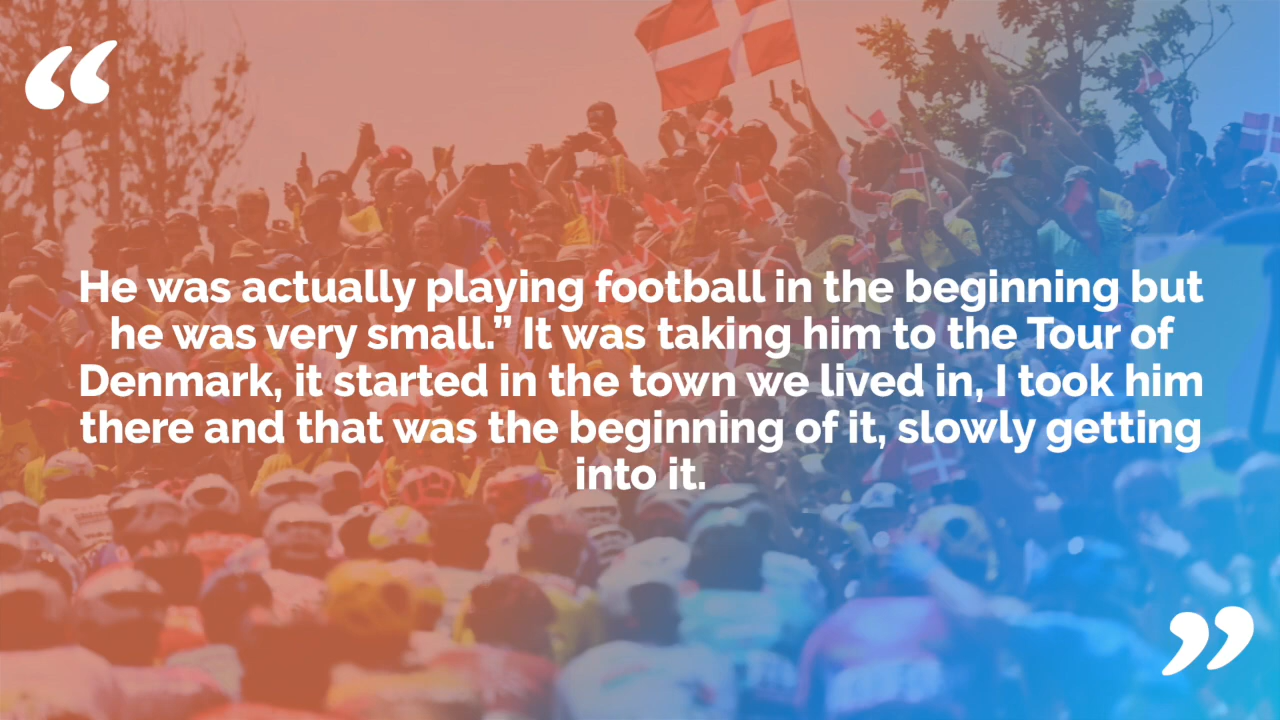 “
He was actually playing football in the beginning but
he was very small.” It was taking him to the Tour of
Denmark, it started in the town we lived in, I took him
there and that was the beginning of it, slowly getting
into it.
”